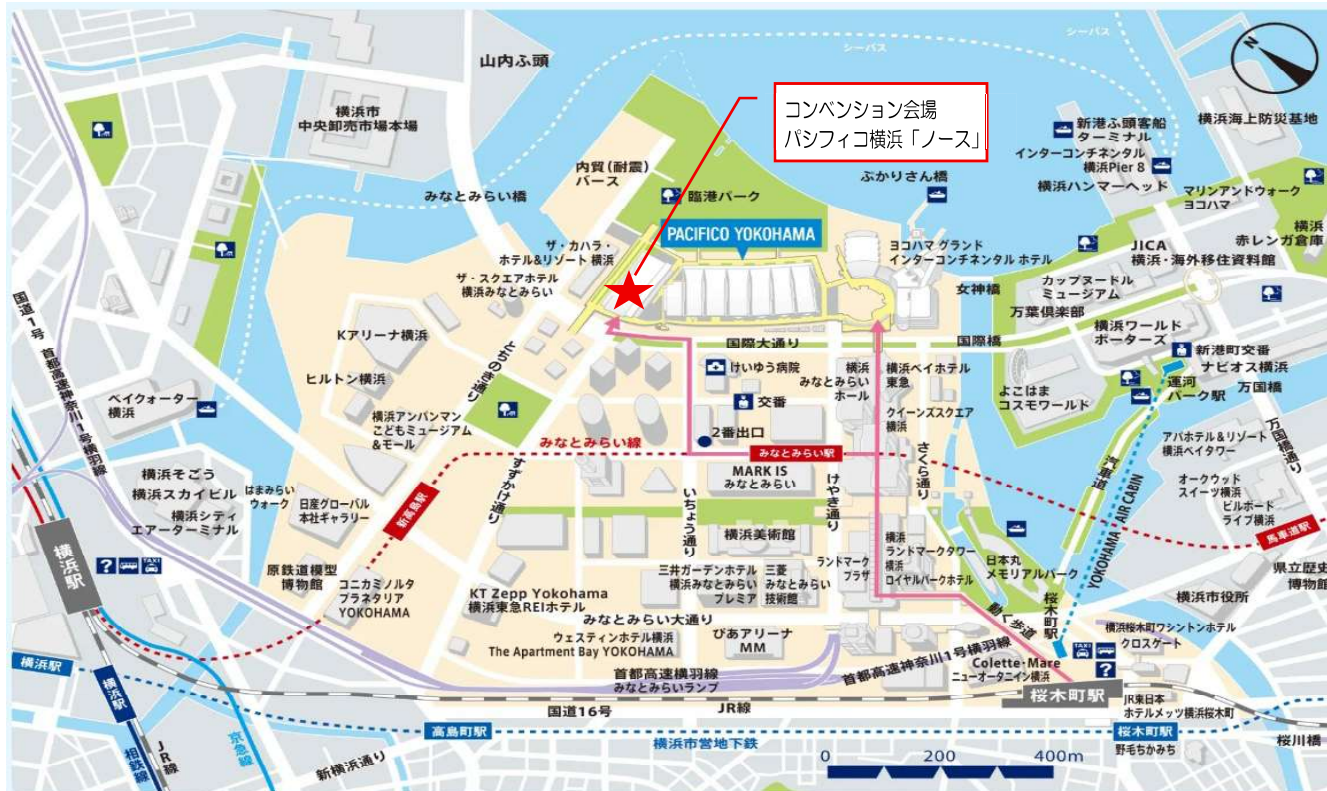 シーバス
シーバス
N
山内ふ頭
横浜市
中央卸売市場本場
コンベンション会場
パシフィコ横浜「ノース」
新港ふ頭客船
ターミナル
横浜海上防災基地
インターコンチネンタル
横浜Pier 8
横浜ハンマーヘッド
マリンアンドウォーク
ヨコハマ
内貿(耐震)
バース
みなとみらい橋
臨港パーク
ぷかりさん橋
PACIFICO YOKOHAMA
ザ・カハラ・
ホテル&リゾート 横浜
ザ・スクエアホテル
横浜みなとみらい
ヨコハマ グランド
インターコンチネンタル ホテル
JICA
横浜・海外移住資料館
横浜
赤レンガ倉庫
カップヌードル
ミュージアム
女神橋
万葉倶楽部
横浜ワールド
ポーターズ
国道1号
首都高速神奈川1号横羽線
Kアリーナ横浜
とちのき通り
国際大通り
国際橋
新港町交番
ナビオス横浜
万国橋
運河
パーク駅
ヒルトン横浜
けいゆう病院
横浜
みなとみらい
ホール
横浜ベイホテル
東急
よこはま
コスモワールド
ベイクォーター
横浜
横浜アンパンマン
こどもミュージアム
&モール
交番
クイーンズスクエア
横浜
2番出口
みなとみらい線
みなとみらい駅
さくら通り
汽車道
万国橋通り
アパホテル&リゾート
横浜ベイタワー
横浜そごう
横浜スカイビル
横浜シティ
エアーターミナル
はまみらい
ウォーク
日産グローバル
本社ギャラリー
新高島駅
すずかけ通り
MARK IS
みなとみらい
いちょう通り
けやき通り
YOKOHAMA AIR CABIN
オークウッド
スイーツ横浜
ビルボード
ライブ横浜
馬車道駅
横浜駅
?
TAXI
原鉄道模型
博物館
コニカミノルタ
プラネタリア
YOKOHAMA
横浜美術館
三井ガーデンホテル
横浜みなとみらい
プレミア
三菱
みなとみらい
技術館
ランドマーク
プラザ
横浜
ランドマークタワー
横浜
ロイヤルパークホテル
日本丸
メモリアルパーク
県立歴史
博物館
横浜市役所
KT Zepp Yokohama
横浜東急REIホテル
みなとみらい大通り
動く歩道
桜木町駅
横浜桜木町ワシントンホテル
クロスゲート
TAXI
?
ウェスティンホテル横浜
The Apartment Bay YOKOHAMA
ぴあアリーナ
MM
首都高速神奈川1号横羽線
Colette・Mare
ニューオータニイン横浜
横浜駅
横浜駅
首都高速横羽線
みなとみらいランプ
桜木町駅
JR東日本
ホテルメッツ横浜桜木町
国道16号
JR線
高島町駅
横浜市営地下鉄
桜木町駅
野毛ちかみち
桜川橋
相鉄線
JR線
京急線
新横浜通り
0
200
400m